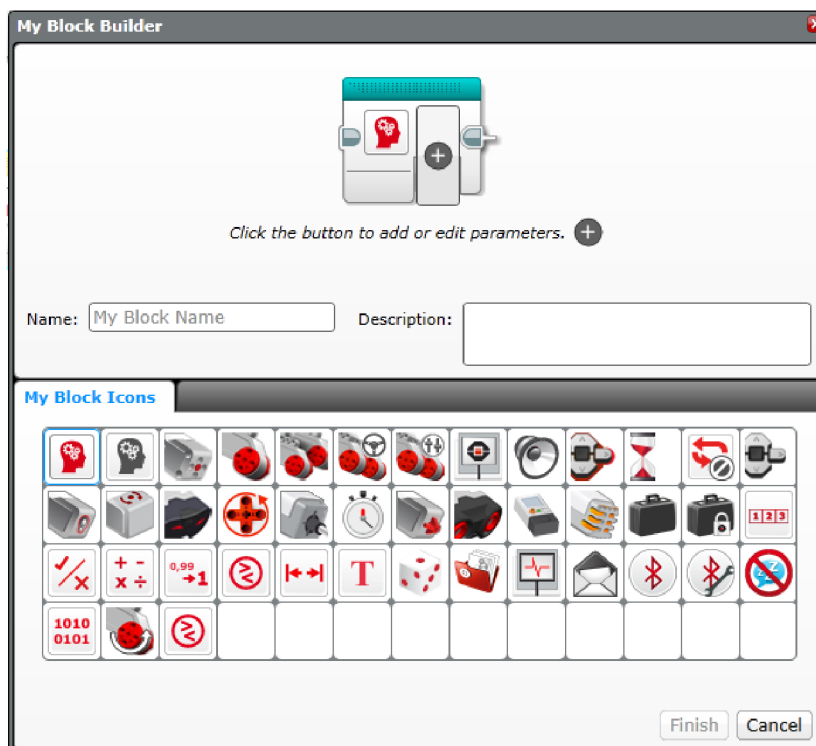 My Block Builder
Click the button to add or edit parameters.
Name: My Block Name Description:
My Block Icons
1 2 3
+ -
x ÷
0,99
→1
T
1010
0101
Finish Cancel